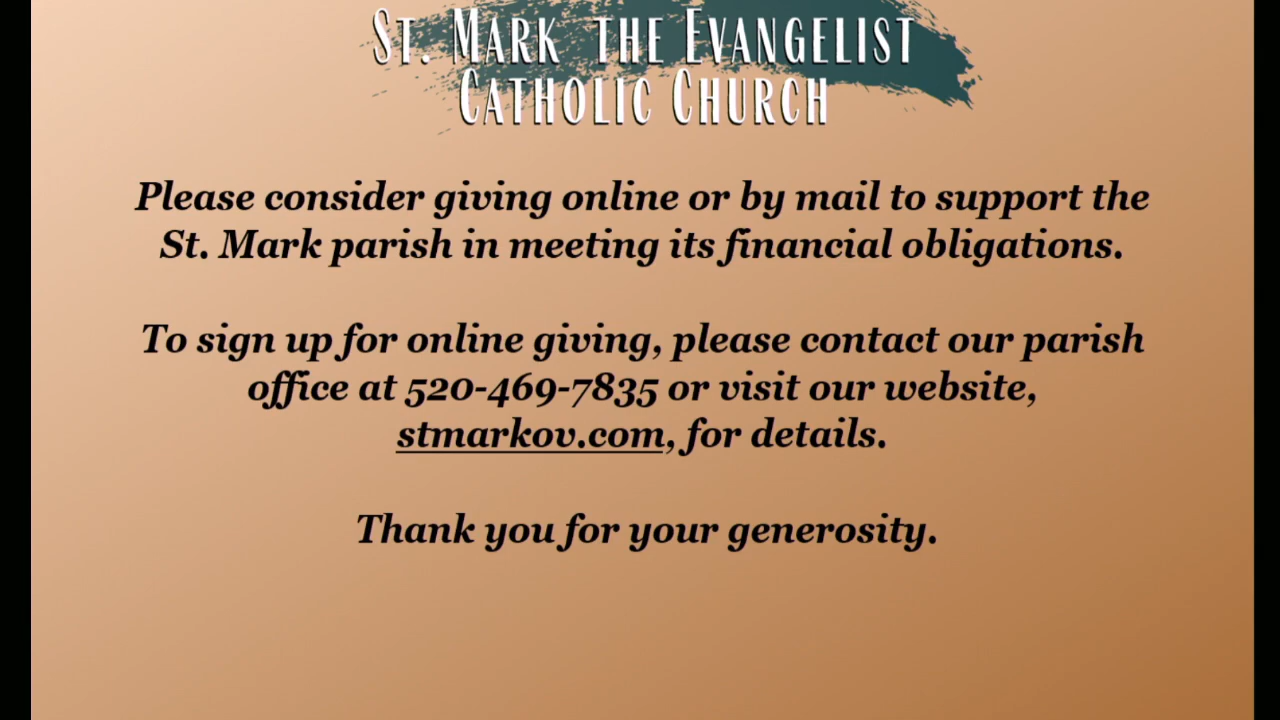 St. Mark the Evangelist
Catholic Church
Please consider giving online or by mail to support the
St. Mark parish in meeting its financial obligations.
To sign up for online giving, please contact our parish
office at 520-469-7835 or visit our website,
stmarkov.com, for details.
Thank you for your generosity.